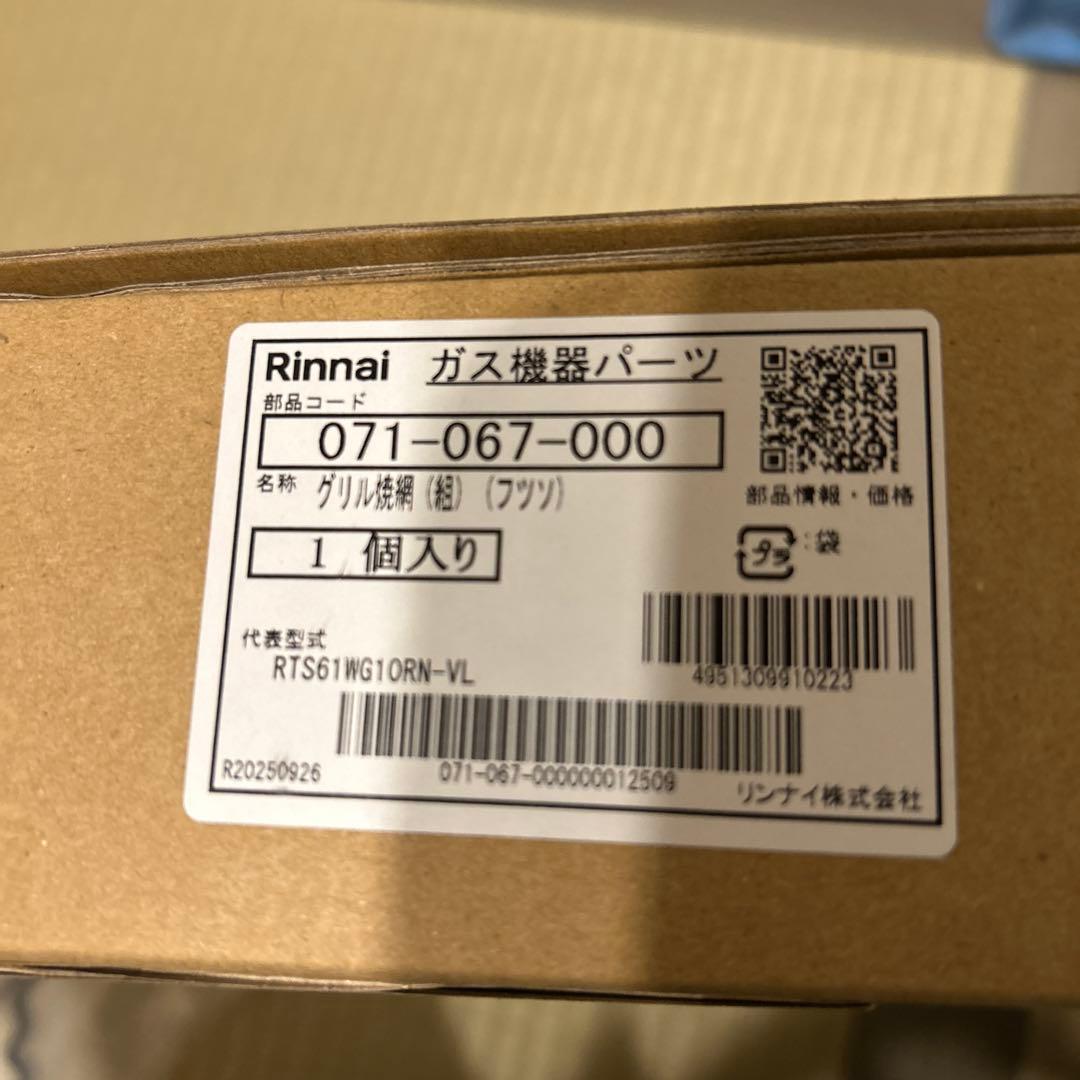 Rinnai ガス機器パーツ
部品コード
071-067-000
名称 グリル焼網(組)(フツソ)
部品情報・価格
1 個入り
プラ :袋
代表型式
RTS61WG10RN-VL
4951309910223
071-067-000000012509
R20250926
リンナイ株式会社